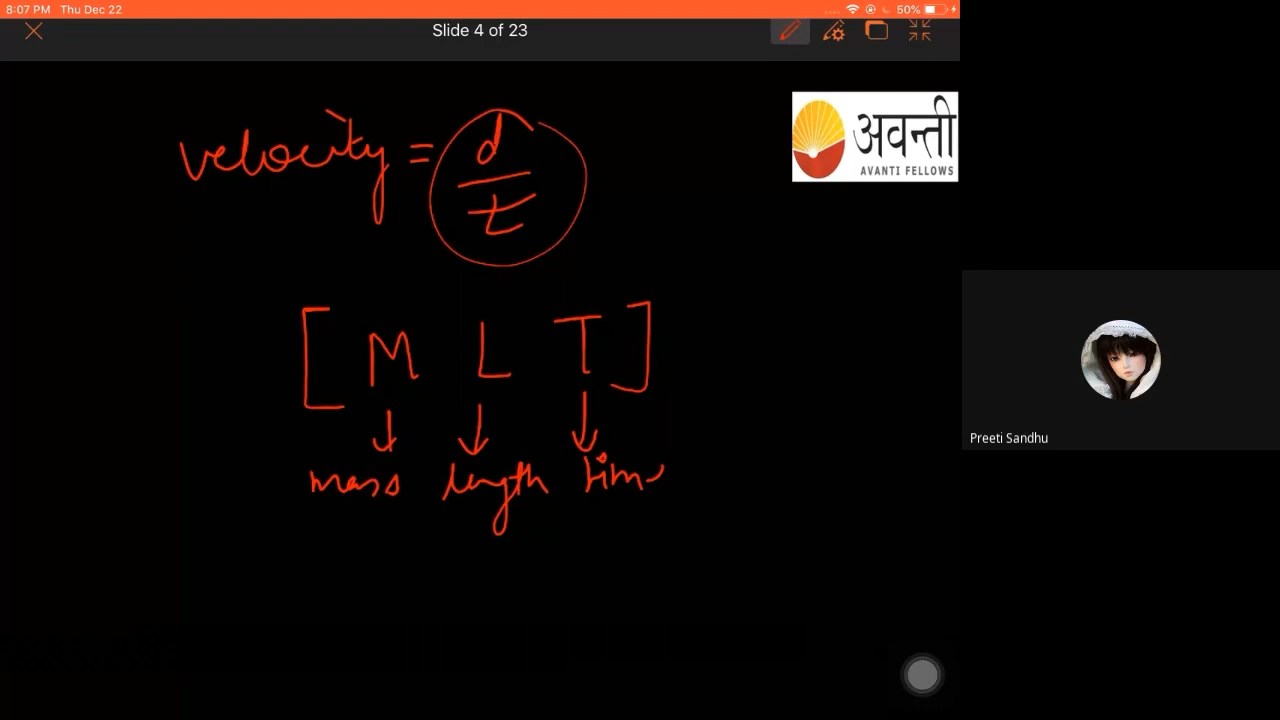 8:07 PM Thu Dec 22
50%
Slide 4 of 23
velocity = d
t
अवन्ती
AVANTI FELLOWS
[ M L T ]
mass length tim
Preeti Sandhu